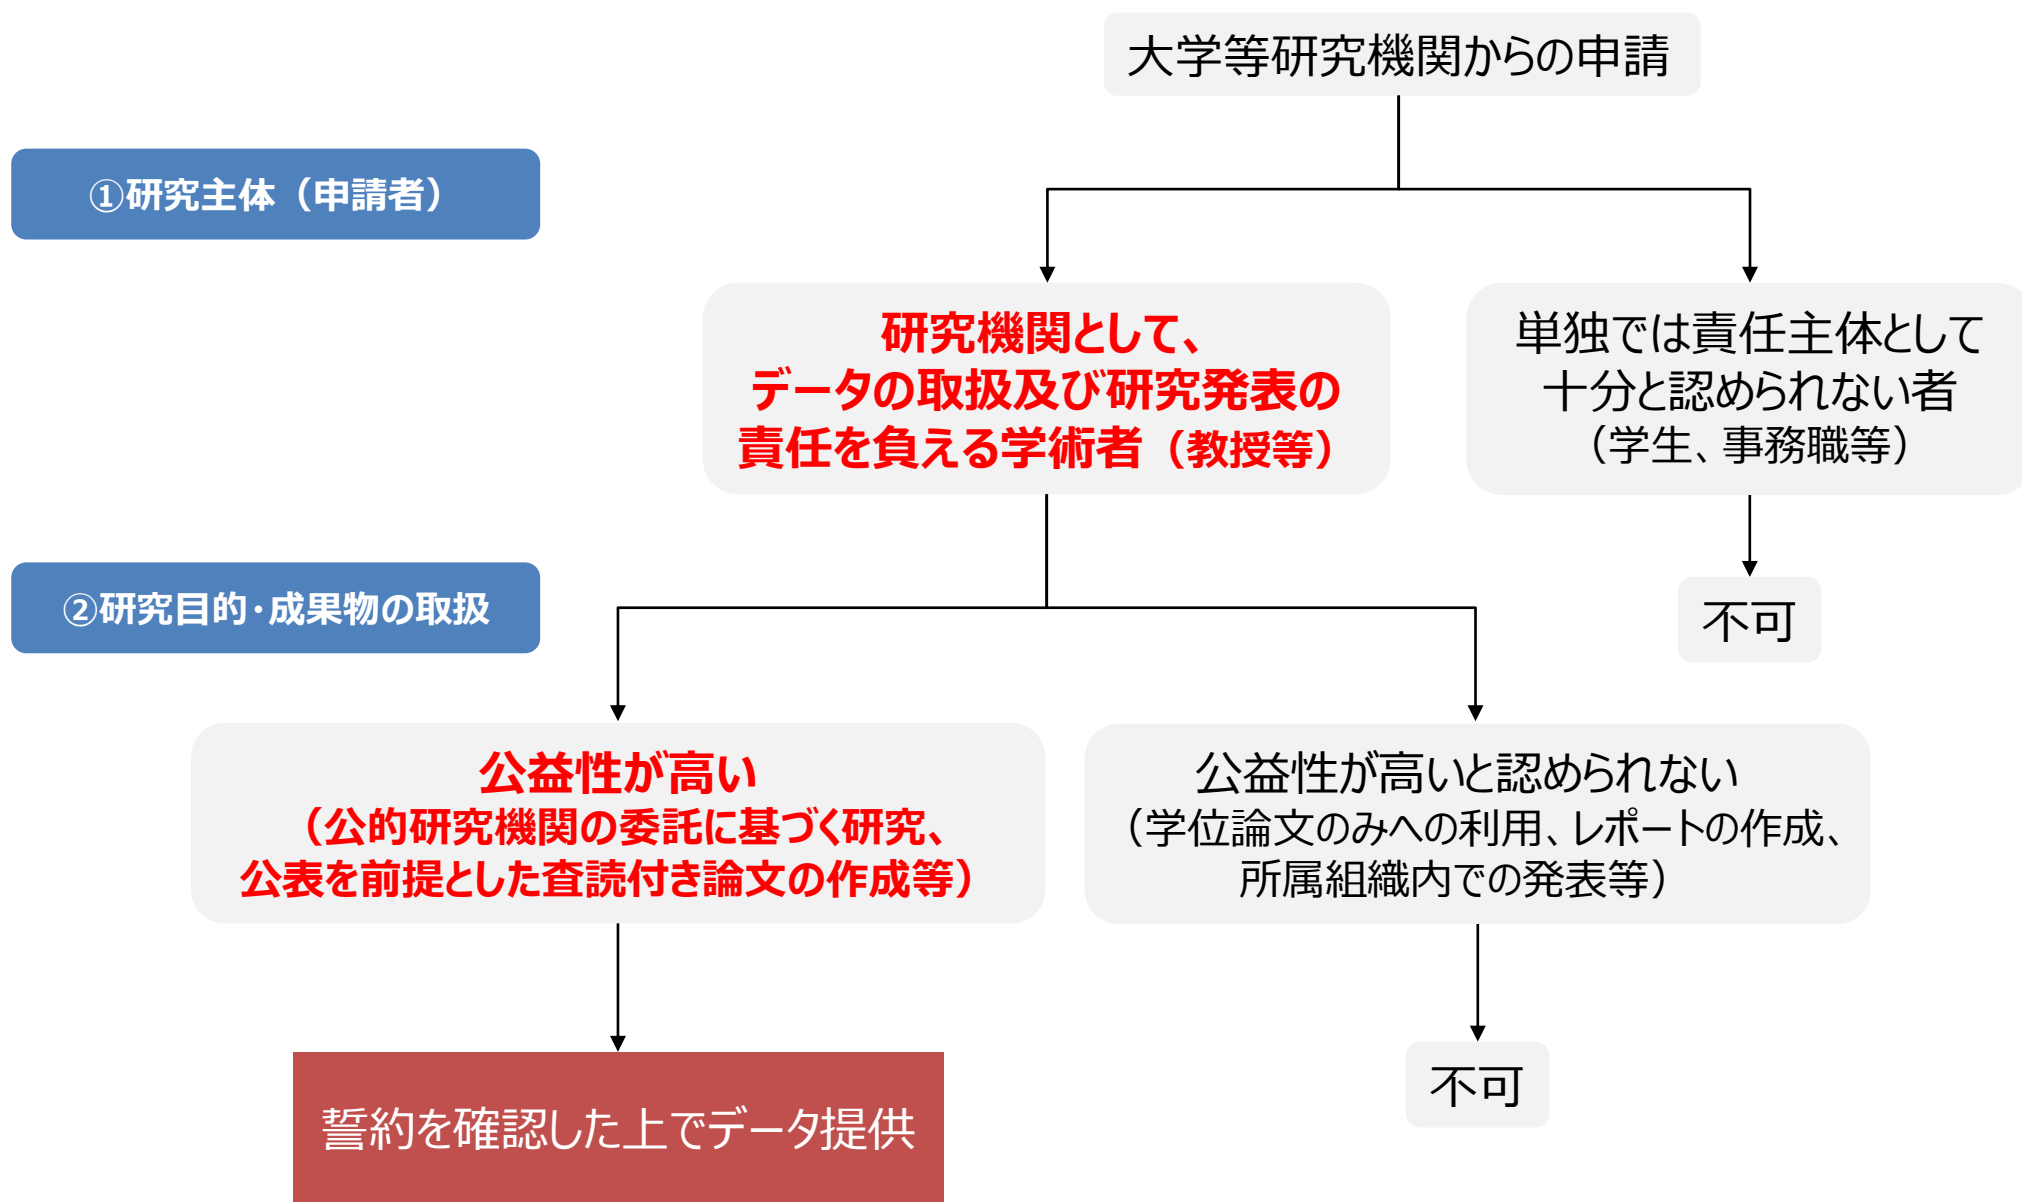 大学等研究機関からの申請
①研究主体（申請者）
研究機関として、
データの取扱及び研究発表の
責任を負える学術者（教授等）
単独では責任主体として
十分と認められない者
（学生、事務職等）
②研究目的･成果物の取扱
不可
公益性が高い
（公的研究機関の委託に基づく研究、
公表を前提とした査読付き論文の作成等）
公益性が高いと認められない
（学位論文のみへの利用、レポートの作成、
所属組織内での発表等）
誓約を確認した上でデータ提供
不可